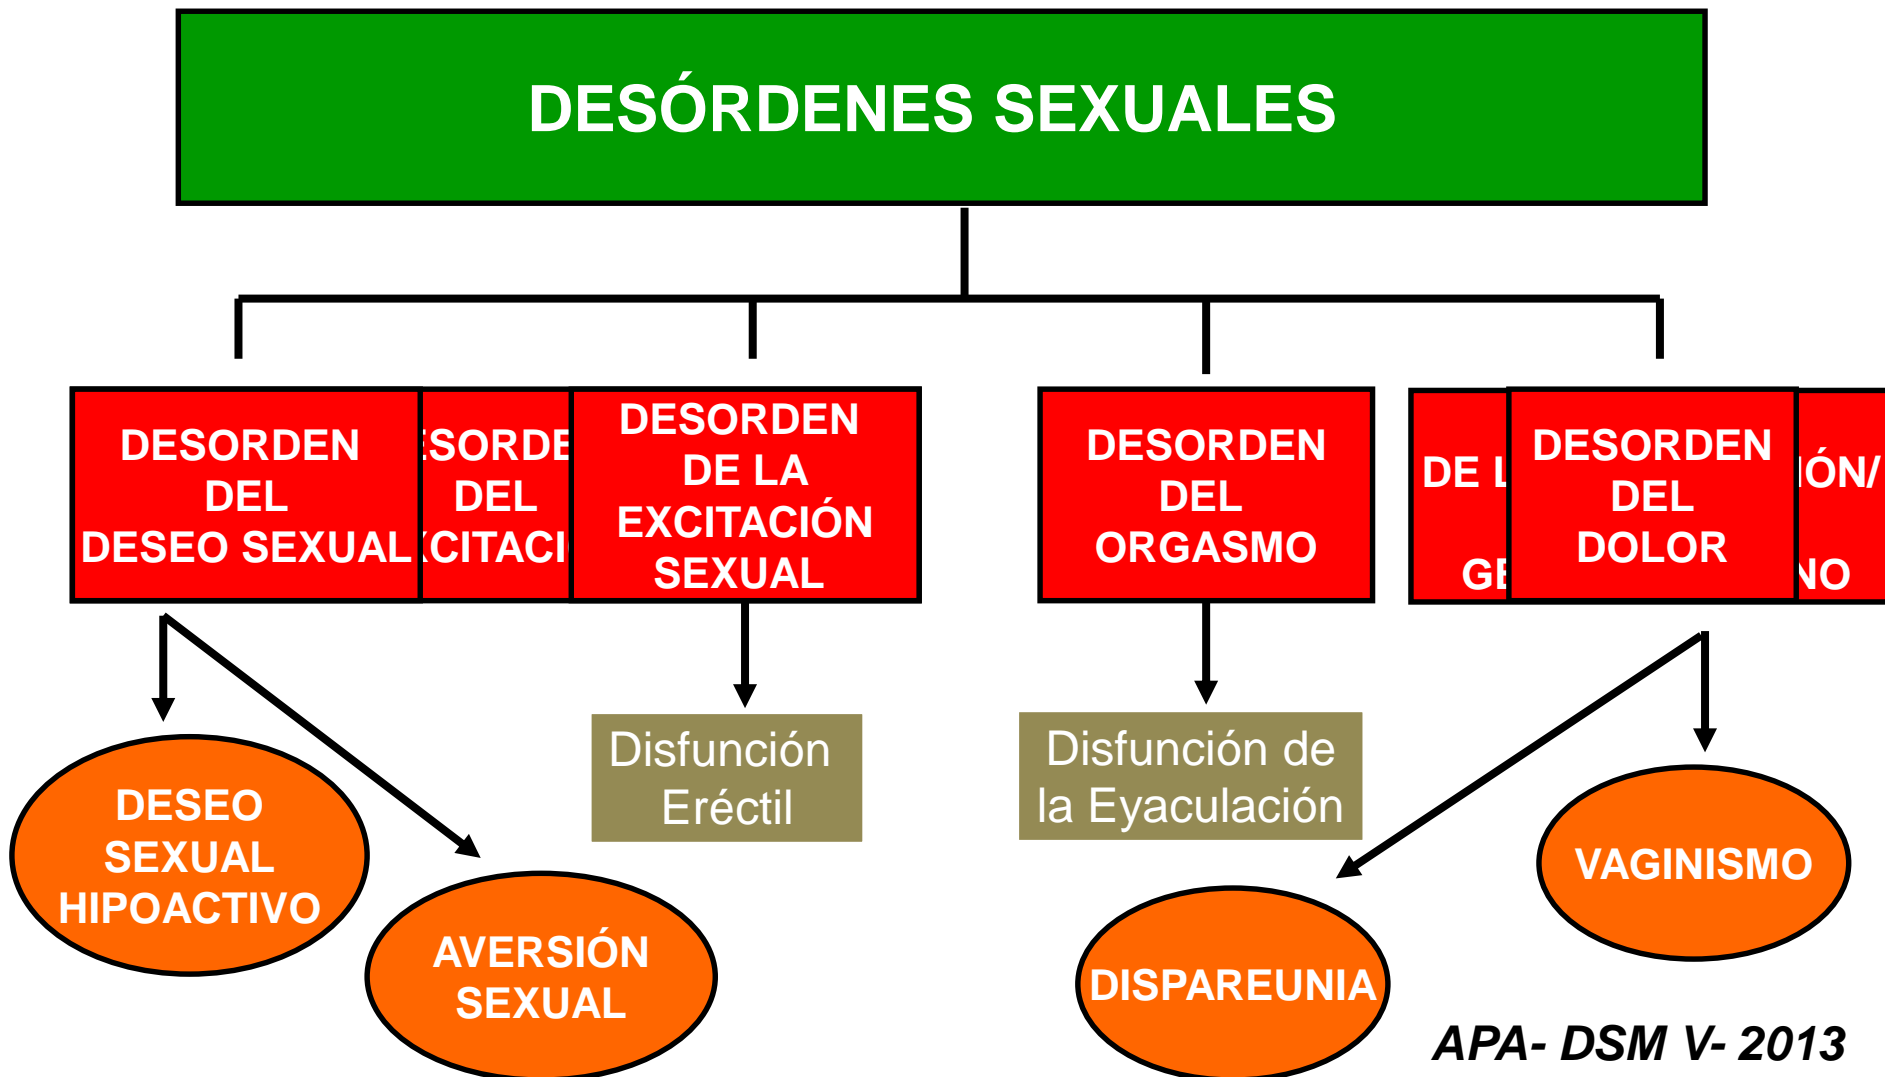 DESÓRDENES SEXUALES
DESORDEN
DEL
DESEO SEXUAL
DEL
DESORDEN
DE LA
EXCITACIÓN
SEXUAL
DESORDEN
DEL
ORGASMO
DE
DESORDEN
DEL
DOLOR
Disfunción
Eréctil
Disfunción de
la Eyaculación
DESEO
SEXUAL
HIPOACTIVO
AVERSIÓN
SEXUAL
DISPAREUNIA
VAGINISMO
APA- DSM V- 2013